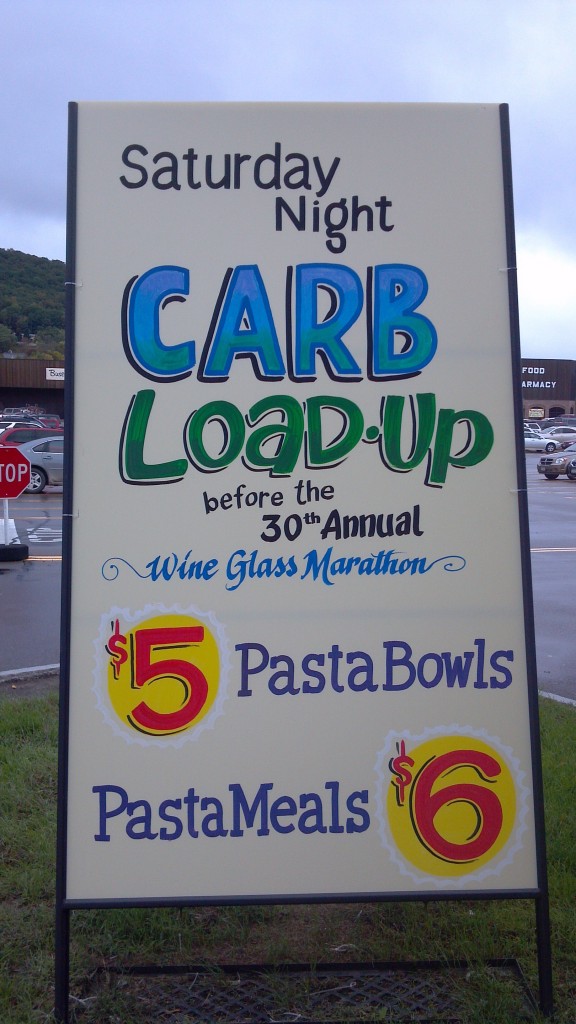 Saturday
Night
CARB
LOAD·UP
before the
30th Annual
Wine Glass Marathon
$5 Pasta Bowls
Pasta Meals $6
TOP
FOOD
ARMACY